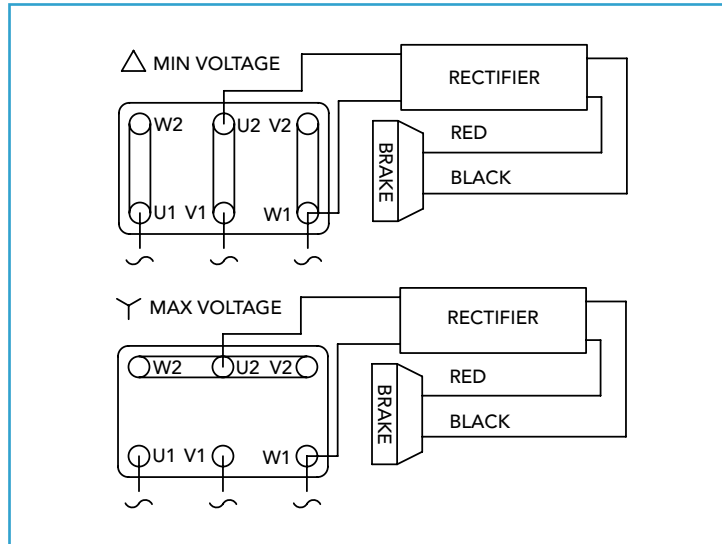 MIN VOLTAGE
RECTIFIER
W2 U2 V2
RED
BRAKE
BLACK
U1 V1 W1
MAX VOLTAGE
RECTIFIER
W2 U2 V2
RED
BRAKE
BLACK
U1 V1 W1